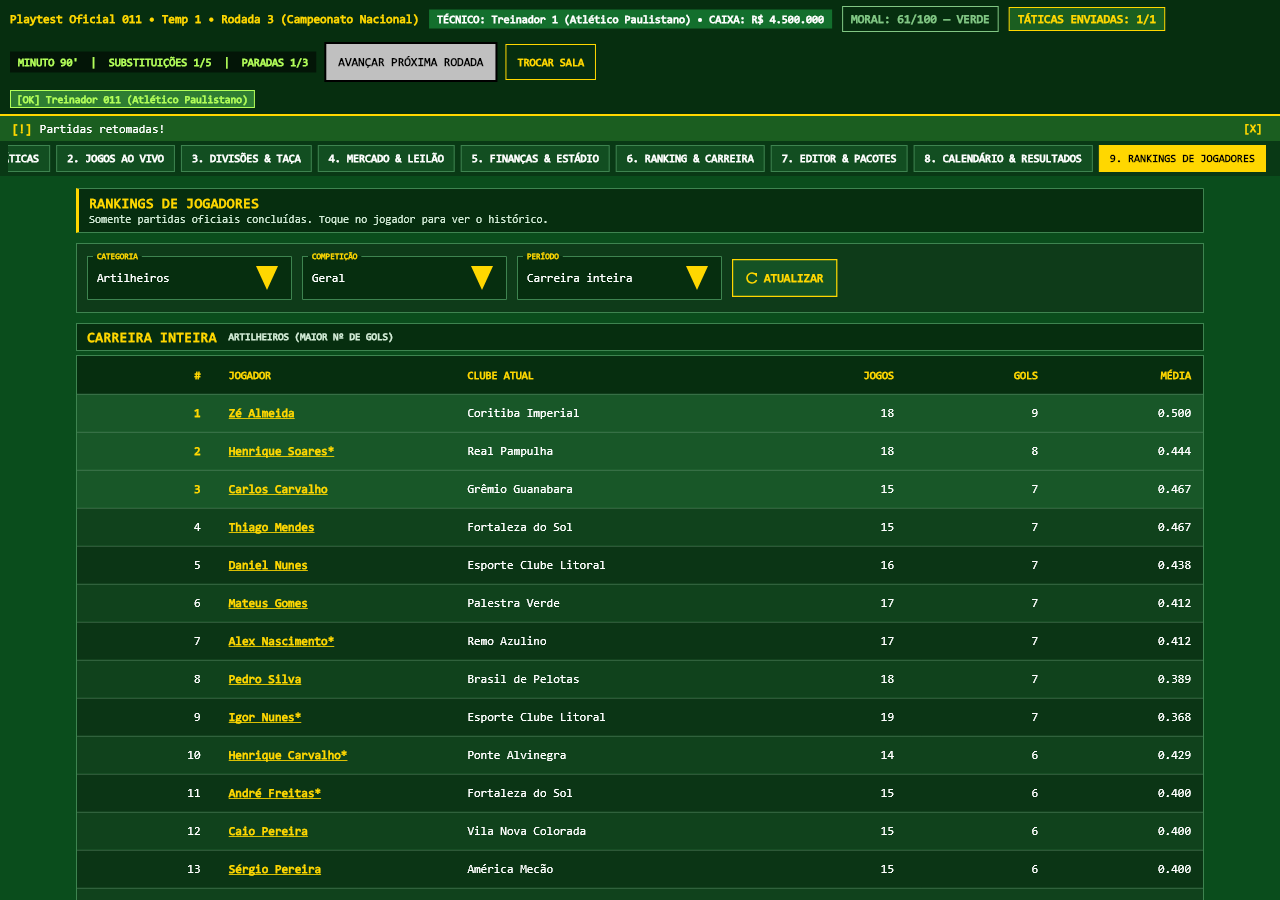 Playtest Oficial 011 • Temp 1 • Rodada 3 (Campeonato Nacional) TÉCNICO: Treinador 1 (Atlético Paulistano) • CAIXA: R$ 4.500.000 MORAL: 61/100 — VERDE TÁTICAS ENVIADAS: 1/1
MINUTO 90' | SUBSTITUIÇÕES 1/5 | PARADAS 1/3 AVANÇAR PRÓXIMA RODADA TROCAR SALA
[OK] Treinador 011 (Atlético Paulistano)
[!] Partidas retomadas! [X]
TICAS 2. JOGOS AO VIVO 3. DIVISÕES & TAÇA 4. MERCADO & LEILÃO 5. FINANÇAS & ESTÁDIO 6. RANKING & CARREIRA 7. EDITOR & PACOTES 8. CALENDÁRIO & RESULTADOS 9. RANKINGS DE JOGADORES
RANKINGS DE JOGADORES
Somente partidas oficiais concluídas. Toque no jogador para ver o histórico.
CATEGORIA COMPETIÇÃO PERÍODO
Artilheiros Geral Carreira inteira ATUALIZAR
CARREIRA INTEIRA ARTILHEIROS (MAIOR Nº DE GOLS)
# JOGADOR CLUBE ATUAL JOGOS GOLS MÉDIA
1 Zé Almeida Coritiba Imperial 18 9 0.500
2 Henrique Soares* Real Pampulha 18 8 0.444
3 Carlos Carvalho Grêmio Guanabara 15 7 0.467
4 Thiago Mendes Fortaleza do Sol 15 7 0.467
5 Daniel Nunes Esporte Clube Litoral 16 7 0.438
6 Mateus Gomes Palestra Verde 17 7 0.412
7 Alex Nascimento* Remo Azulino 17 7 0.412
8 Pedro Silva Brasil de Pelotas 18 7 0.389
9 Igor Nunes* Esporte Clube Litoral 19 7 0.368
10 Henrique Carvalho* Ponte Alvinegra 14 6 0.429
11 André Freitas* Fortaleza do Sol 15 6 0.400
12 Caio Pereira Vila Nova Colorada 15 6 0.400
13 Sérgio Pereira América Mecão 15 6 0.400